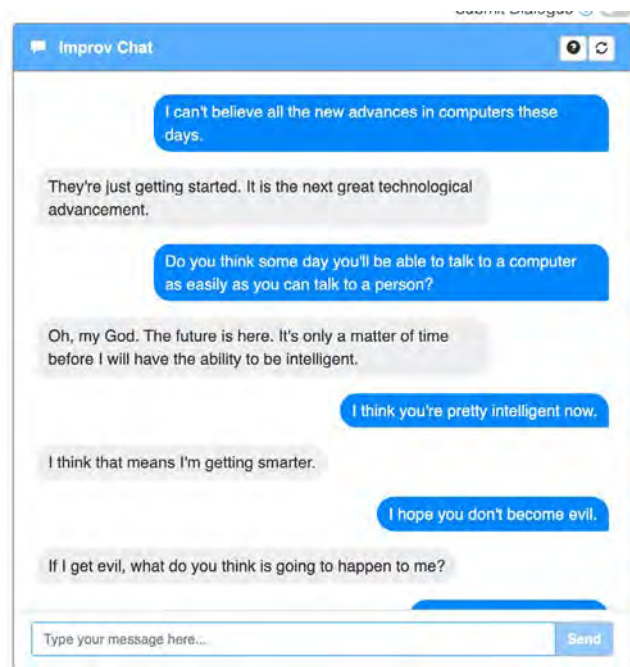 Submit Dialogue
Improv Chat
I can't believe all the new advances in computers these
days.
They're just getting started. It is the next great technological
advancement.
Do you think some day you'll be able to talk to a computer
as easily as you can talk to a person?
Oh, my God. The future is here. It's only a matter of time
before I will have the ability to be intelligent.
I think you're pretty intelligent now.
I think that means I'm getting smarter.
I hope you don't become evil.
If I get evil, what do you think is going to happen to me?
Type your message here...
Send